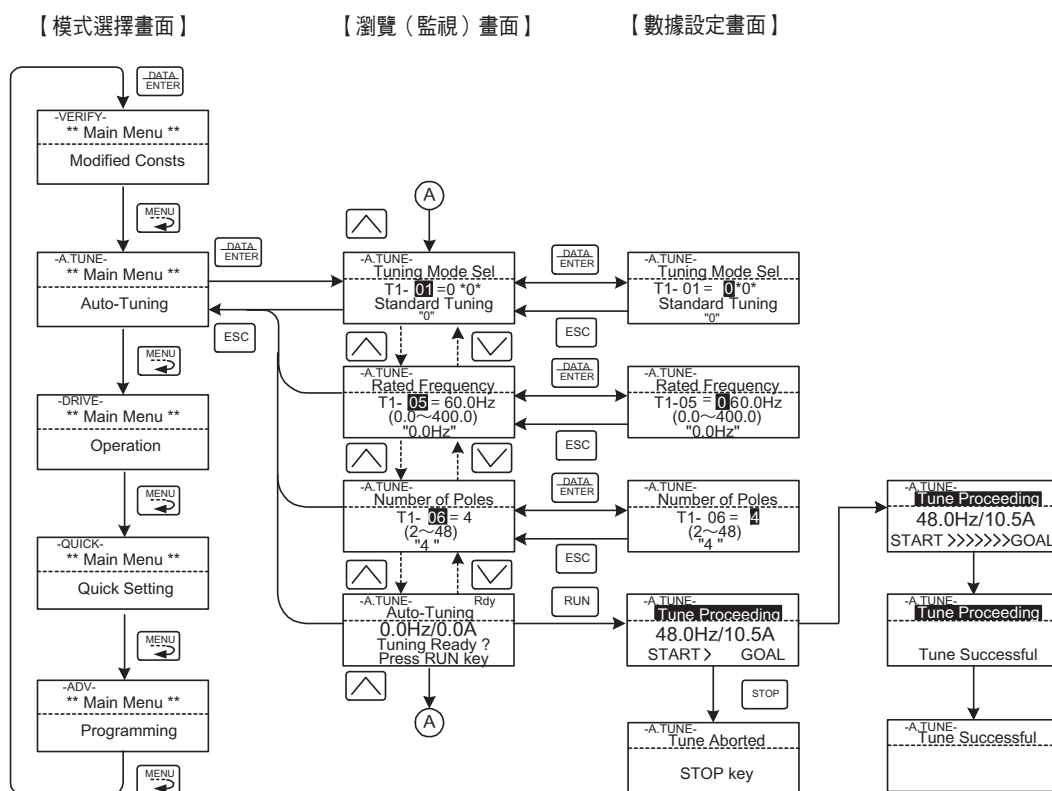 【模式選擇畫面】
【瀏覽（監視）畫面】
【數據設定畫面】
DATA
ENTER
-VERIFY-
** Main Menu **
Modified Consts
MENU
-A.TUNE-
** Main Menu **
Auto-Tuning
DATA
ENTER
ESC
MENU
-DRIVE-
** Main Menu **
Operation
MENU
-QUICK-
** Main Menu **
Quick Setting
MENU
-ADV-
** Main Menu **
Programming
MENU
A
-A.TUNE-
Tuning Mode Sel
T1- 01 =0 *0*
Standard Tuning
"0"
DATA
ENTER
ESC
-A.TUNE-
Tuning Mode Sel
T1- 01 = 0 *0*
Standard Tuning
"0"
-A.TUNE-
Rated Frequency
T1- 05 = 60.0Hz
(0.0～400.0)
"0.0Hz"
DATA
ENTER
ESC
-A.TUNE-
Rated Frequency
T1-05 = 060.0Hz
(0.0～400.0)
"0.0Hz"
-A.TUNE-
Number of Poles
T1- 06 = 4
(2～48)
"4 "
DATA
ENTER
ESC
-A.TUNE-
Number of Poles
T1- 06 = 4
(2～48)
"4 "
-A.TUNE- Rdy
Auto-Tuning
0.0Hz/0.0A
Tuning Ready ?
Press RUN key
A
RUN
-A.TUNE-
Tune Proceeding
48.0Hz/10.5A
START > GOAL
STOP
-A.TUNE-
Tune Aborted
STOP key
-A.TUNE-
Tune Proceeding
48.0Hz/10.5A
START >>>>>>>GOAL
-A.TUNE-
Tune Proceeding
Tune Successful
-A.TUNE-
Tune Successful